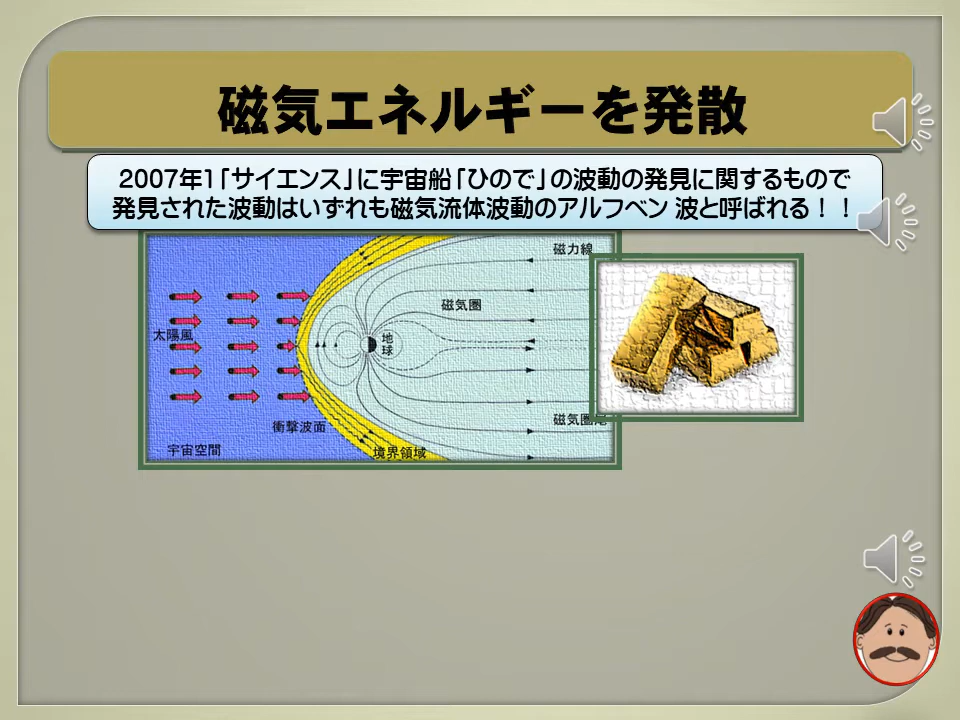 磁気エネルギーを発散
2007年1「サイエンス」に宇宙船「ひので」の波動の発見に関するもので
発見された波動はいずれも磁気流体波動のアルフベン 波と呼ばれる！！
磁力線
磁気圏
太陽風
地球
磁気圏尾
衝撃波面
宇宙空間
境界領域